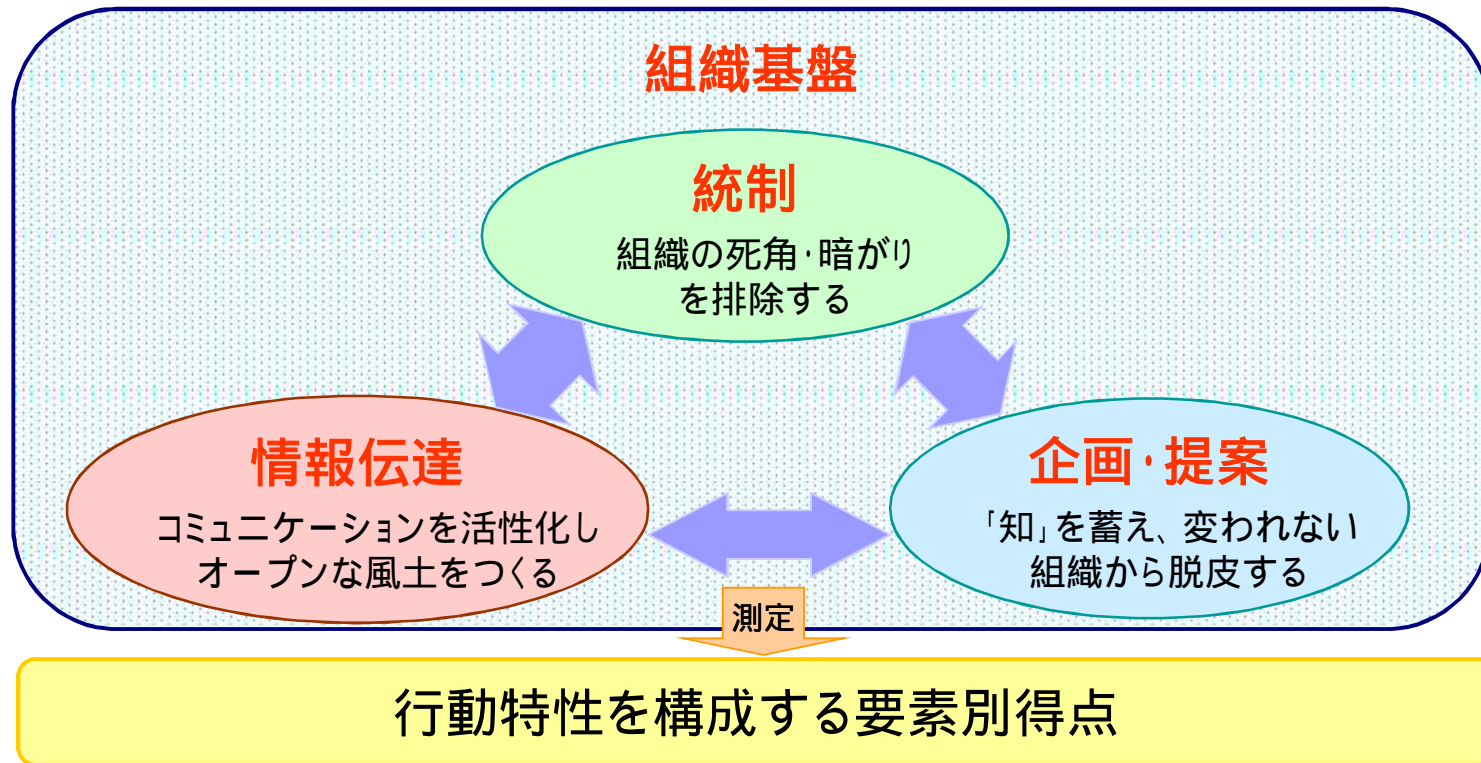 組織基盤
統制
組織の死角・暗がり
を排除する
情報伝達
コミュニケーションを活性化し
オープンな風土をつくる
企画・提案
「知」を蓄え、変われない
組織から脱皮する
測定
行動特性を構成する要素別得点